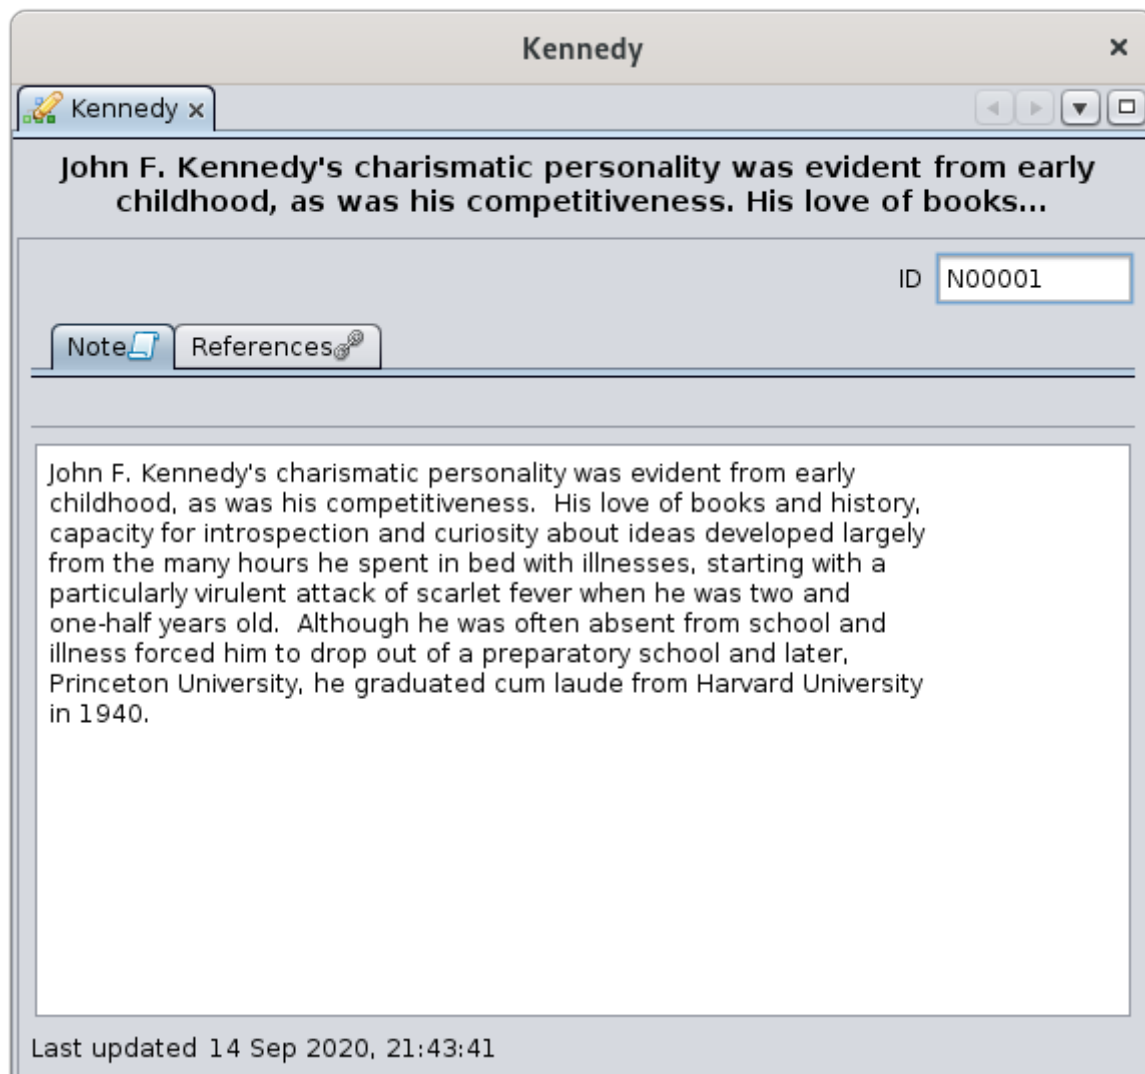 Kennedy
Kennedy
John F. Kennedy's charismatic personality was evident from early
childhood, as was his competitiveness. His love of books...
ID N00001
Note References
John F. Kennedy's charismatic personality was evident from early
childhood, as was his competitiveness.  His love of books and history,
capacity for introspection and curiosity about ideas developed largely
from the many hours he spent in bed with illnesses, starting with a
particularly virulent attack of scarlet fever when he was two and
one-half years old.  Although he was often absent from school and
illness forced him to drop out of a preparatory school and later,
Princeton University, he graduated cum laude from Harvard University
in 1940.
Last updated 14 Sep 2020, 21:43:41